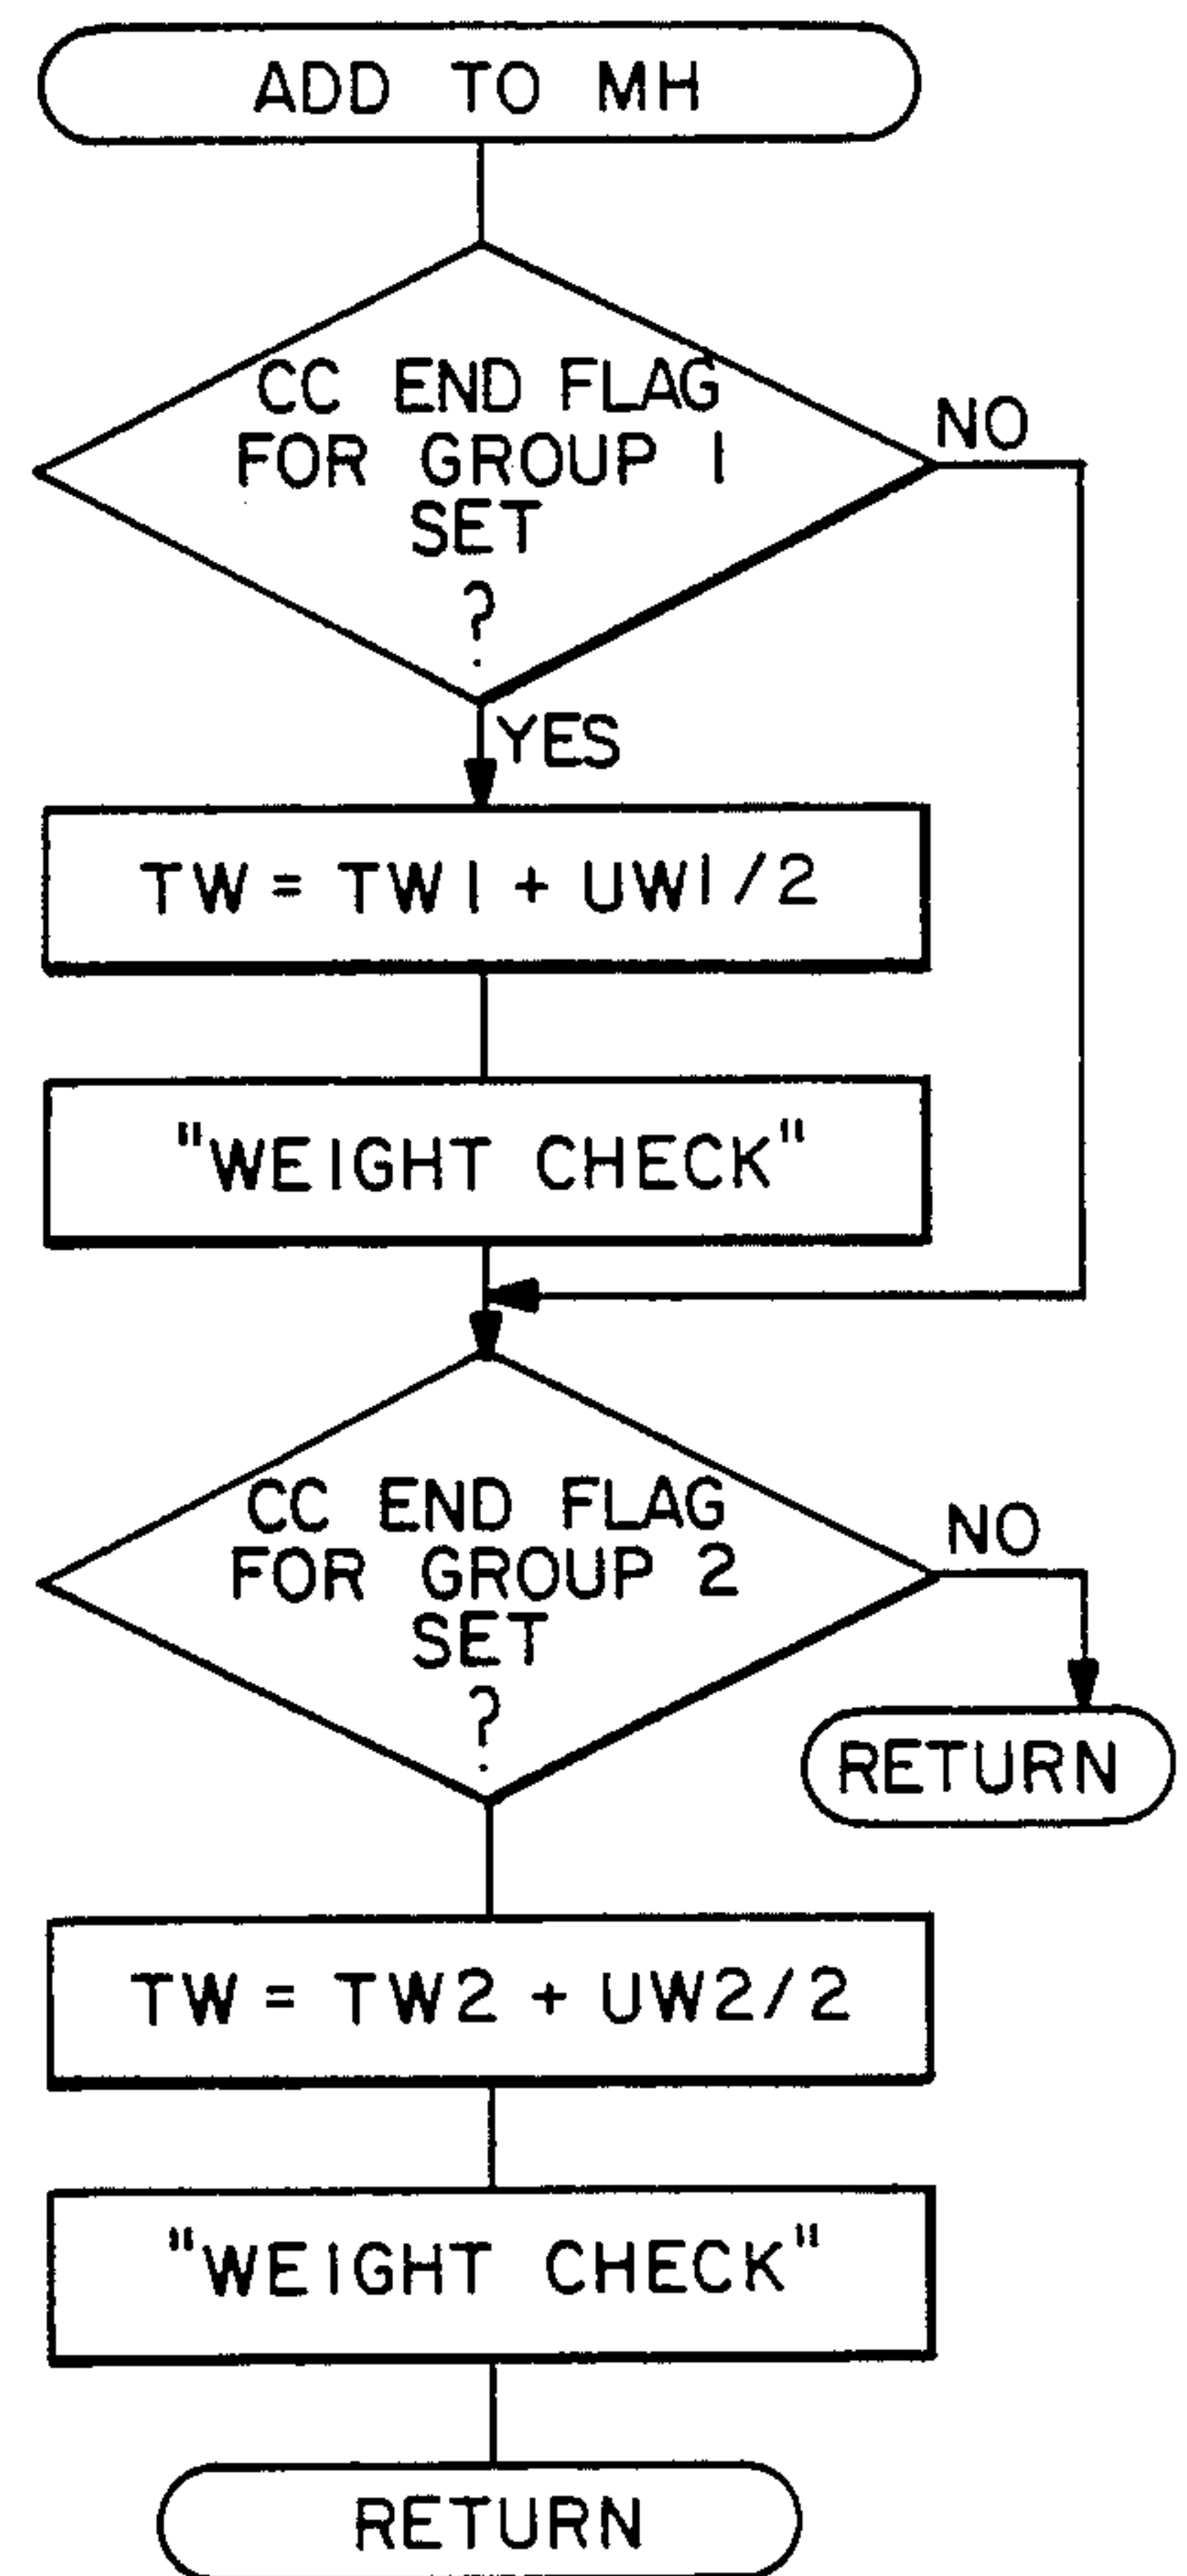 ADD TO MH
CC END FLAG
FOR GROUP 1
SET
?
NO
YES
TW = TW1 + UW1/2
"WEIGHT CHECK"
CC END FLAG
FOR GROUP 2
SET
?
NO
RETURN
TW = TW2 + UW2/2
"WEIGHT CHECK"
RETURN